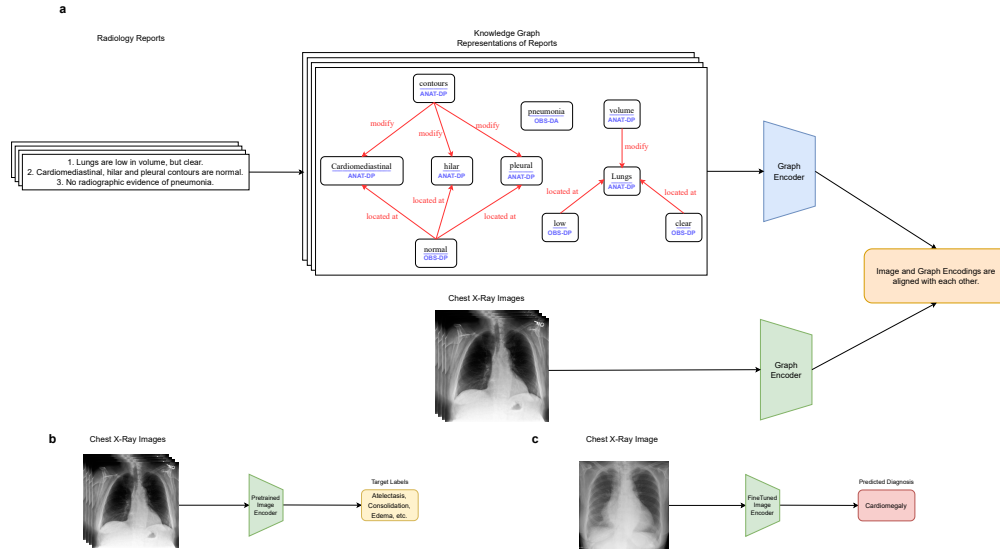 a
Radiology Reports
Knowledge Graph
Representations of Reports
1. Lungs are low in volume, but clear.
2. Cardiomediastinal, hilar and pleural contours are normal.
3. No radiographic evidence of pneumonia.
contours
ANAT-DP
pneumonia
OBS-DA
volume
ANAT-DP
modify
modify
modify
modify
Cardiomediastinal
ANAT-DP
hilar
ANAT-DP
pleural
ANAT-DP
Lungs
ANAT-DP
located at
located at
located at
located at
located at
normal
OBS-DP
low
OBS-DP
clear
OBS-DP
Graph
Encoder
Image and Graph Encodings are
aligned with each other.
Chest X-Ray Images
Graph
Encoder
b
Chest X-Ray Images
Pretrained
Image
Encoder
Target Labels
Atelectasis,
Consolidation,
Edema, etc.
c
Chest X-Ray Image
FineTuned
Image
Encoder
Predicted Diagnosis
Cardiomegaly